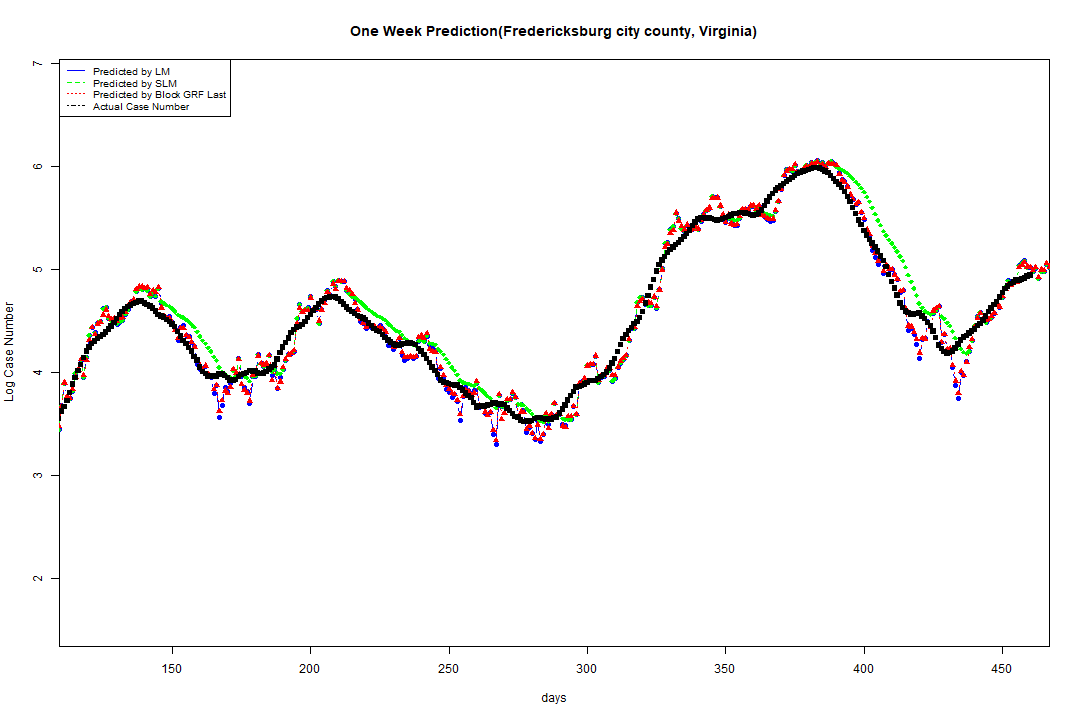 One Week Prediction(Fredericksburg city county, Virginia)
Predicted by LM
Predicted by SLM
Predicted by Block GRF Last
Actual Case Number
Log Case Number
7
6
5
4
3
2
150 200 250 300 350 400 450
days